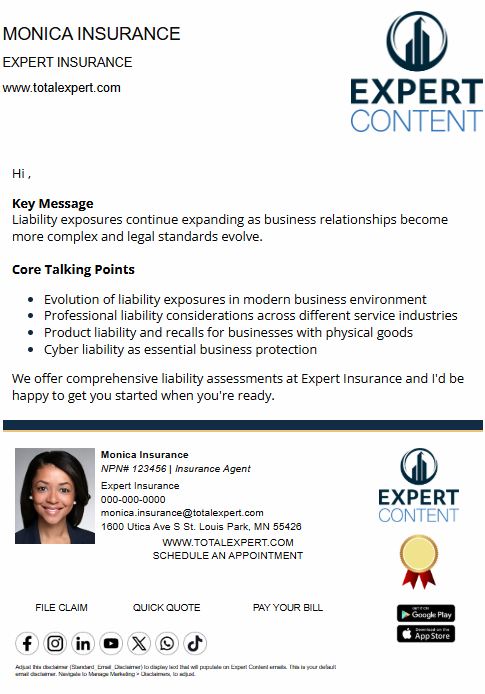 MONICA INSURANCE
EXPERT INSURANCE
www.totalexpert.com
EXPERT
CONTENT
Hi ,
Key Message
Liability exposures continue expanding as business relationships become
more complex and legal standards evolve.
Core Talking Points
• Evolution of liability exposures in modern business environment
• Professional liability considerations across different service industries
• Product liability and recalls for businesses with physical goods
• Cyber liability as essential business protection
We offer comprehensive liability assessments at Expert Insurance and I'd be
happy to get you started when you're ready.
Monica Insurance
NPN# 123456 | Insurance Agent
Expert Insurance
000-000-0000
monica.insurance@totalexpert.com
1600 Utica Ave S St. Louis Park, MN 55426
WWW.TOTALEXPERT.COM
SCHEDULE AN APPOINTMENT
EXPERT
CONTENT
FILE CLAIM
QUICK QUOTE
PAY YOUR BILL
GET IT ON
Google Play
Download on the
App Store
Adjust this disclaimer (Standard_Email_Disclaimer) to display text that will populate on Expert Content emails. This is your default
email disclaimer. Navigate to Manage Marketing > Disclaimers, to adjust.